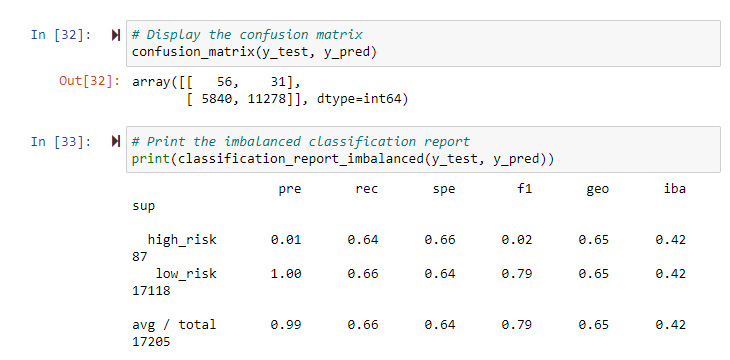 In [32]: # Display the confusion matrix
confusion_matrix(y_test, y_pred)
Out[32]: array([[   56,    31],
       [ 5840, 11278]], dtype=int64)
In [33]: # Print the imbalanced classification report
print(classification_report_imbalanced(y_test, y_pred))
                   pre       rec       spe        f1       geo       iba
sup
  high_risk       0.01      0.64      0.66      0.02      0.65      0.42
87
   low_risk       1.00      0.66      0.64      0.79      0.65      0.42
17118
avg / total       0.99      0.66      0.64      0.79      0.65      0.42
17205